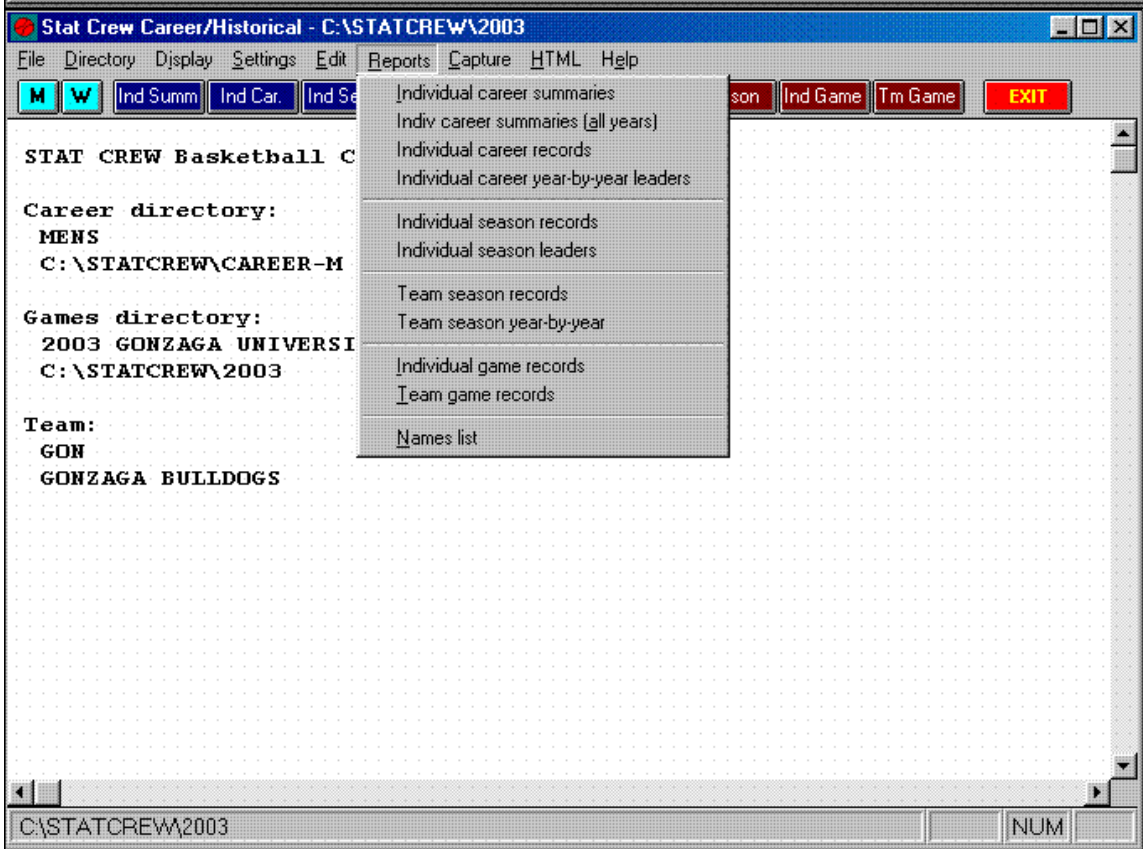 Stat Crew Career/Historical - C:\STATCREW\2003
File Directory Display Settings Edit Reports Capture HTML Help
M W Ind Summ Ind Car. Ind Se son Ind Game Tm Game EXIT
Individual career summaries
Indiv career summaries (all years)
Individual career records
Individual career year-by-year leaders
Individual season records
Individual season leaders
Team season records
Team season year-by-year
Individual game records
Team game records
Names list
STAT CREW Basketball C
Career directory:
MENS
C:\STATCREW\CAREER-M
Games directory:
2003 GONZAGA UNIVERSI
C:\STATCREW\2003
Team:
GON
GONZAGA BULLDOGS
C:\STATCREW\2003 NUM